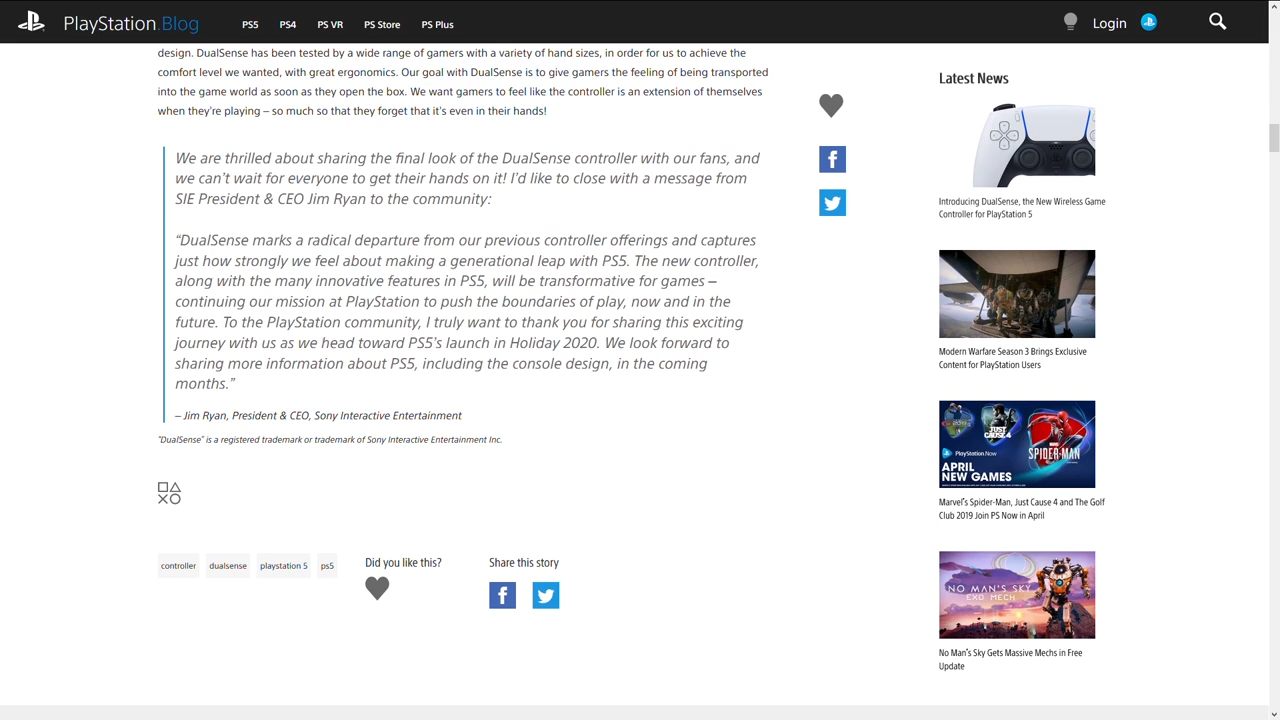 PlayStation.Blog
PS5
PS4
PS VR
PS Store
PS Plus
Login
design. DualSense has been tested by a wide range of gamers with a variety of hand sizes, in order for us to achieve the
comfort level we wanted, with great ergonomics. Our goal with DualSense is to give gamers the feeling of being transported
into the game world as soon as they open the box. We want gamers to feel like the controller is an extension of themselves
when they're playing – so much so that they forget that it's even in their hands!
We are thrilled about sharing the final look of the DualSense controller with our fans, and
we can't wait for everyone to get their hands on it! I'd like to close with a message from
SIE President & CEO Jim Ryan to the community:
“DualSense marks a radical departure from our previous controller offerings and captures
just how strongly we feel about making a generational leap with PS5. The new controller,
along with the many innovative features in PS5, will be transformative for games –
continuing our mission at PlayStation to push the boundaries of play, now and in the
future. To the PlayStation community, I truly want to thank you for sharing this exciting
journey with us as we head toward PS5's launch in Holiday 2020. We look forward to
sharing more information about PS5, including the console design, in the coming
months.”
– Jim Ryan, President & CEO, Sony Interactive Entertainment
“DualSense” is a registered trademark or trademark of Sony Interactive Entertainment Inc.
controller
dualsense
playstation 5
ps5
Did you like this?
Share this story
Latest News
Introducing DualSense, the New Wireless Game
Controller for PlayStation 5
Modern Warfare Season 3 Brings Exclusive
Content for PlayStation Users
JUST
CAUSE 4
MARVEL
SPIDER-MAN
PlayStation Now
APRIL
NEW GAMES
Marvel's Spider-Man, Just Cause 4 and The Golf
Club 2019 Join PS Now in April
NO MAN'S SKY
EXO MECH
No Man's Sky Gets Massive Mechs in Free
Update